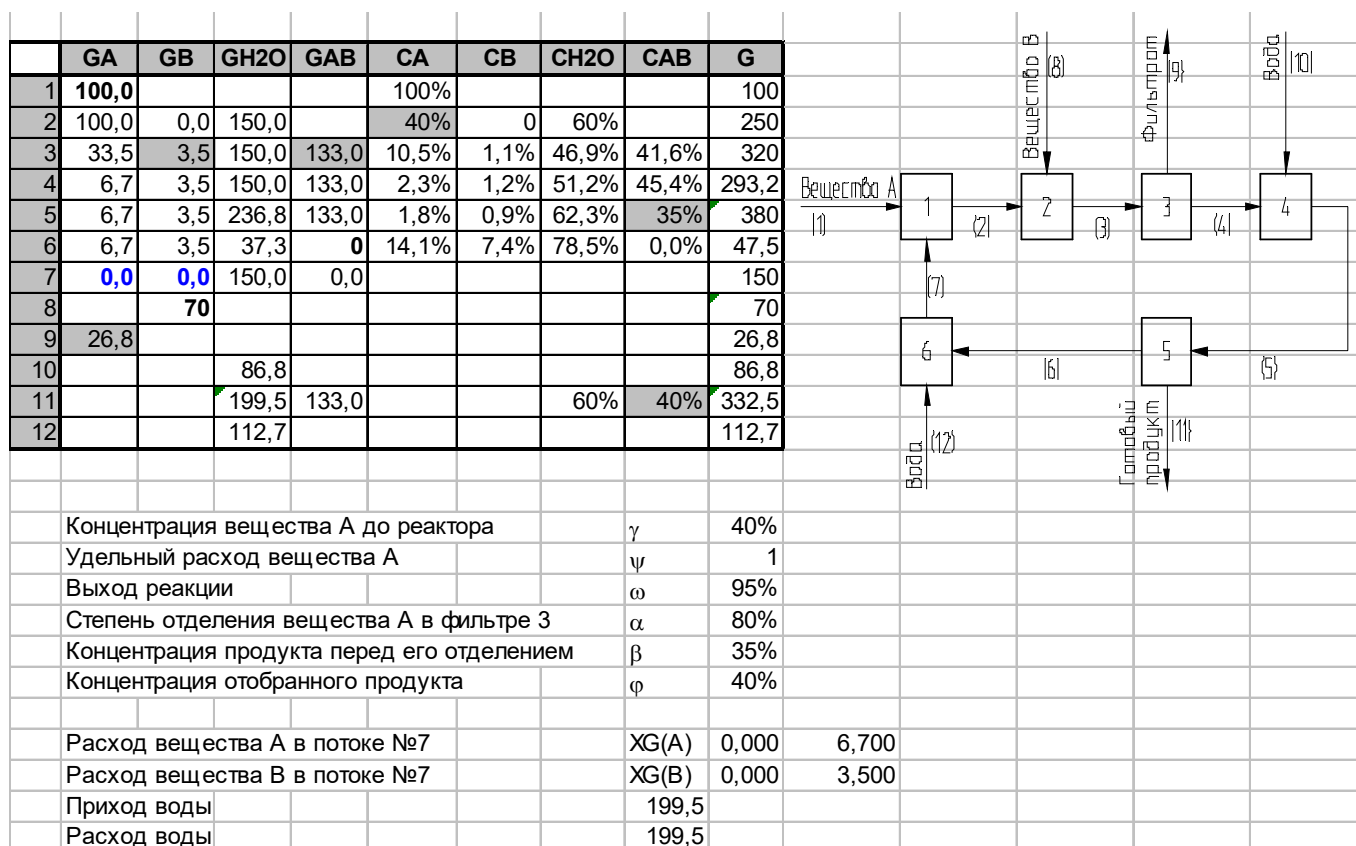 GA GB GH2O GAB CA CB CH2O CAB G
1 100,0 100% 100
2 100,0 0,0 150,0 40% 0 60% 250
3 33,5 3,5 150,0 133,0 10,5% 1,1% 46,9% 41,6% 320
4 6,7 3,5 150,0 133,0 2,3% 1,2% 51,2% 45,4% 293,2
5 6,7 3,5 236,8 133,0 1,8% 0,9% 62,3% 35% 380
6 6,7 3,5 37,3 0 14,1% 7,4% 78,5% 0,0% 47,5
7 0,0 0,0 150,0 0,0 150
8 70 70
9 26,8 26,8
10 86,8 86,8
11 199,5 133,0 60% 40% 332,5
12 112,7 112,7
Вещество В
(8)
Фильтрат
(9)
Вода
(10)
Вещество А
(1)
1
(2)
2
(3)
3
(4)
4
(7)
6
(6)
5
(5)
Вода
(12)
Готовый
продукт
(11)
Концентрация вещества А до реактора γ 40%
Удельный расход вещества А ψ 1
Выход реакции ω 95%
Степень отделения вещества А в фильтре 3 α 80%
Концентрация продукта перед его отделением β 35%
Концентрация отобранного продукта φ 40%
Расход вещества А в потоке №7 XG(A) 0,000 6,700
Расход вещества В в потоке №7 XG(B) 0,000 3,500
Приход воды 199,5
Расход воды 199,5